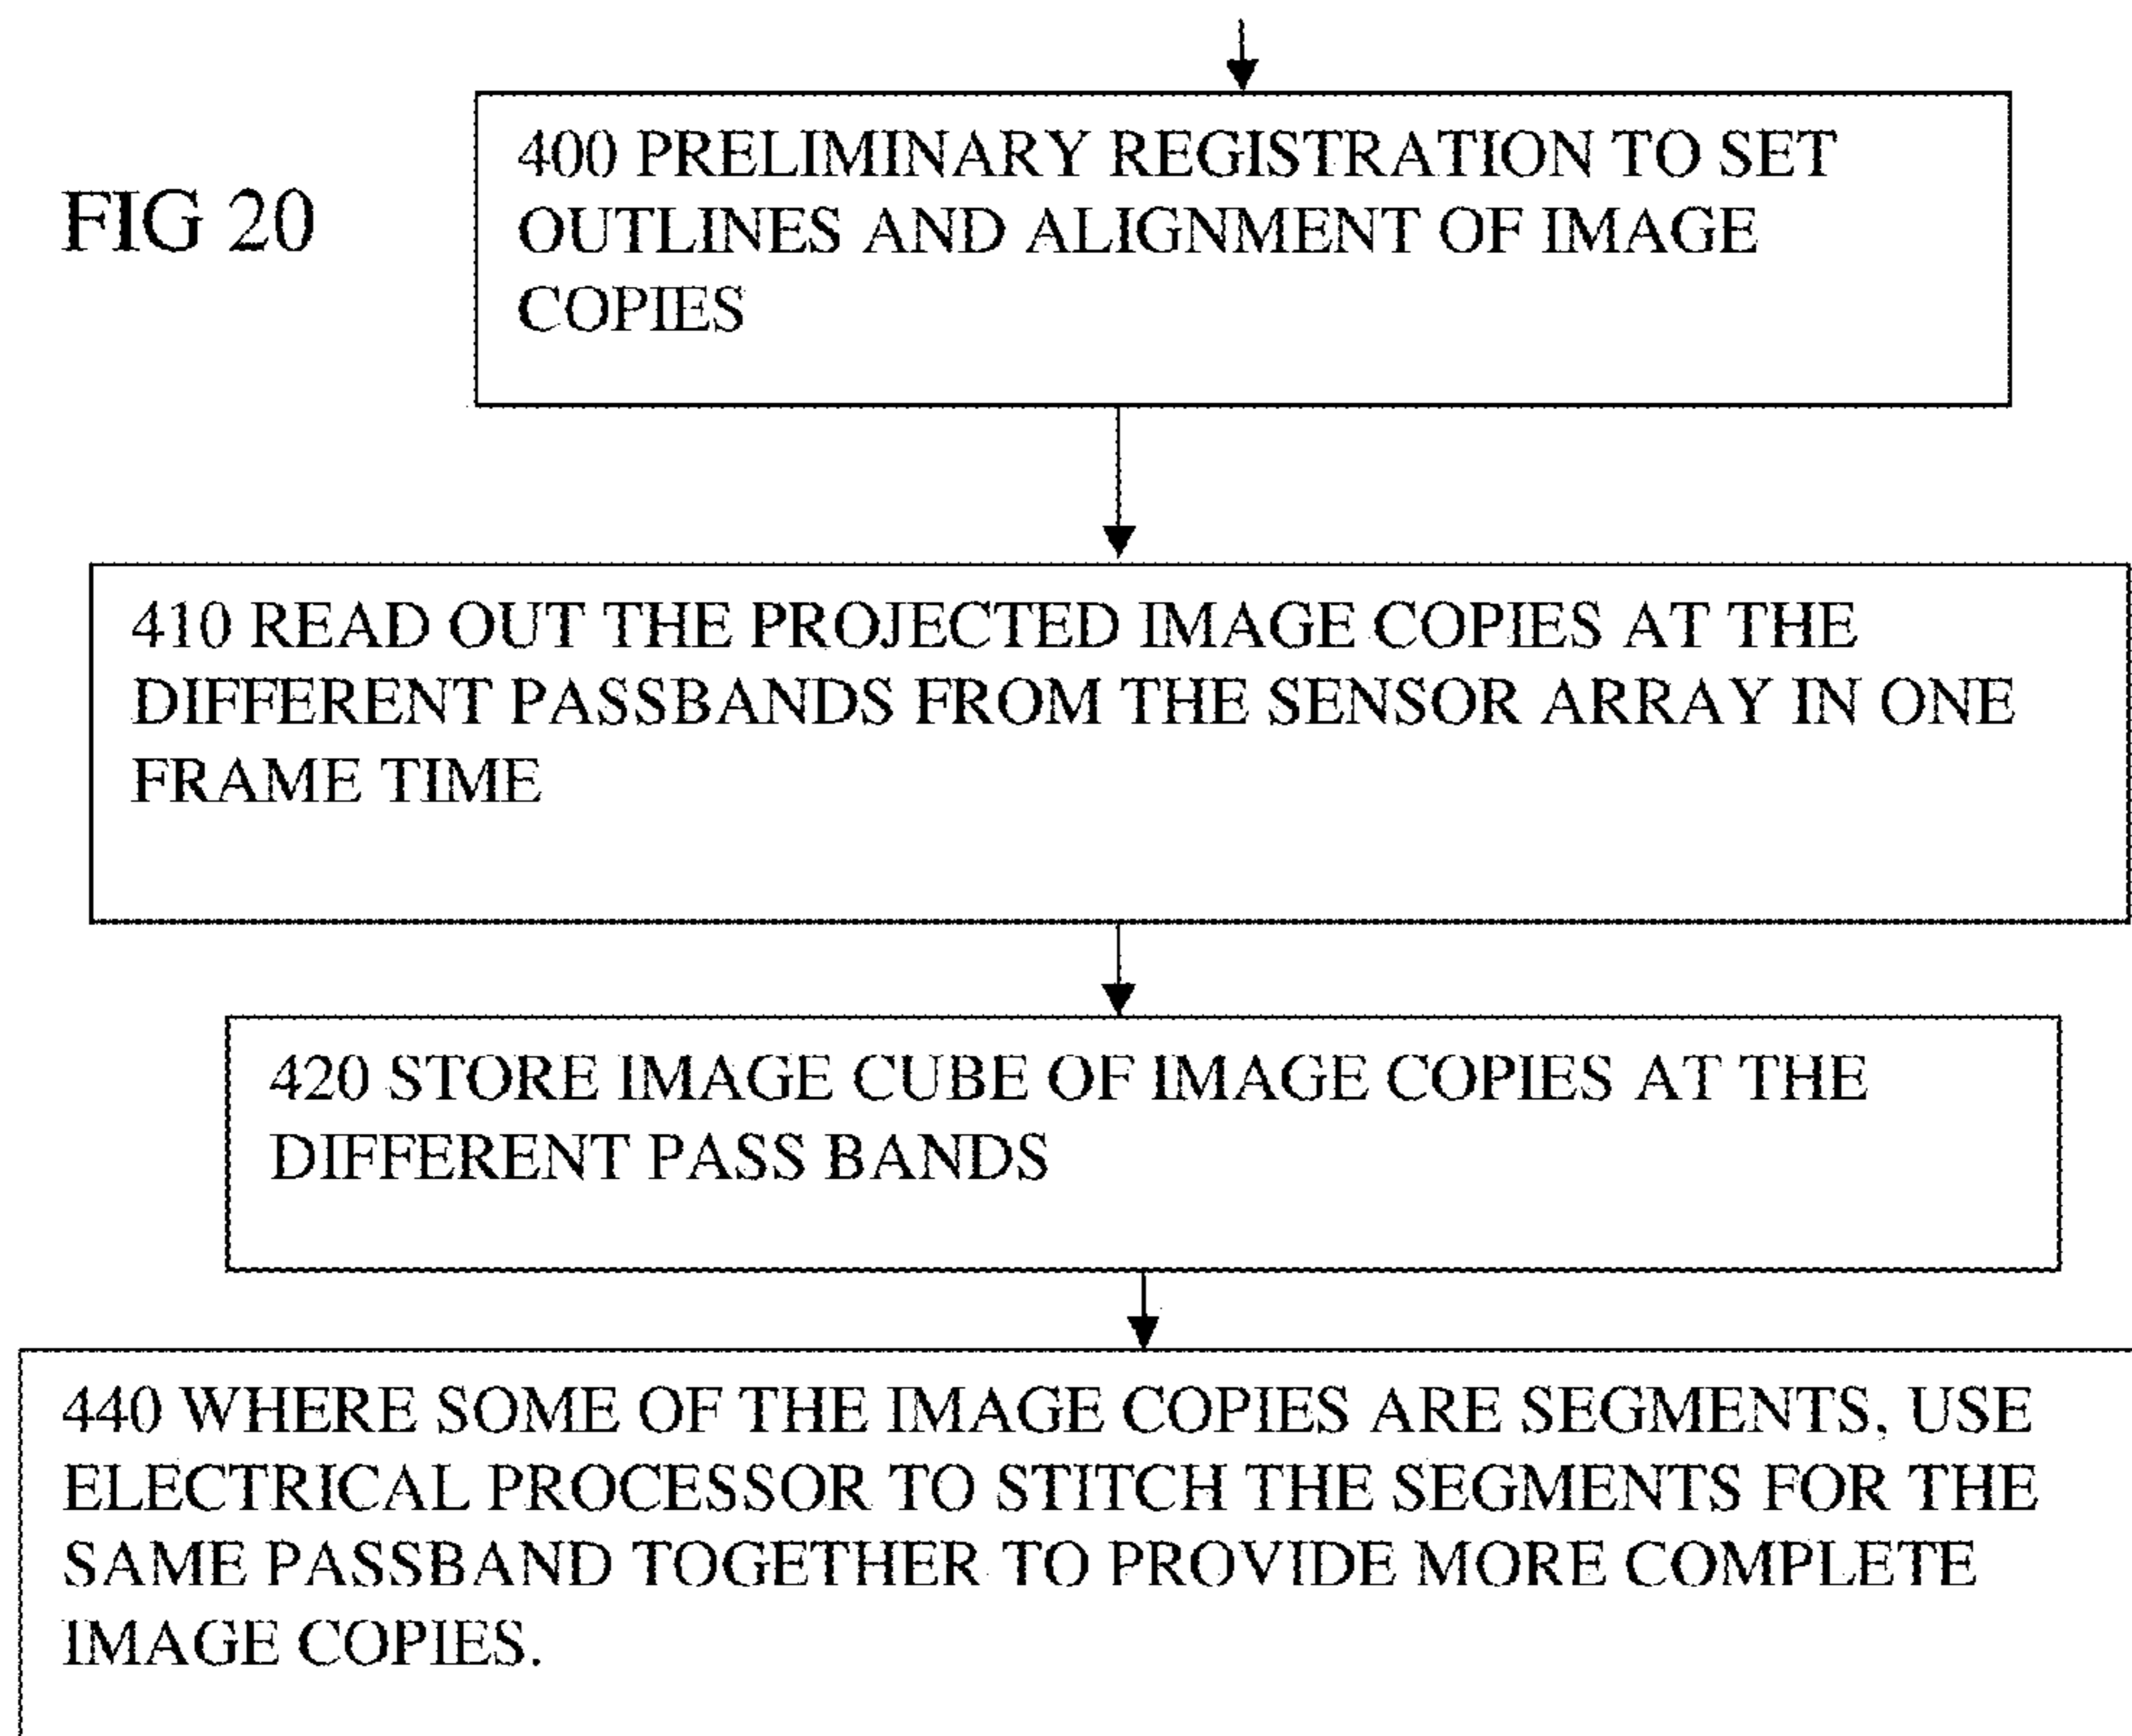 FIG 20
400 PRELIMINARY REGISTRATION TO SET
OUTLINES AND ALIGNMENT OF IMAGE
COPIES
410 READ OUT THE PROJECTED IMAGE COPIES AT THE
DIFFERENT PASSBANDS FROM THE SENSOR ARRAY IN ONE
FRAME TIME
420 STORE IMAGE CUBE OF IMAGE COPIES AT THE
DIFFERENT PASS BANDS
440 WHERE SOME OF THE IMAGE COPIES ARE SEGMENTS, USE
ELECTRICAL PROCESSOR TO STITCH THE SEGMENTS FOR THE
SAME PASSBAND TOGETHER TO PROVIDE MORE COMPLETE
IMAGE COPIES.